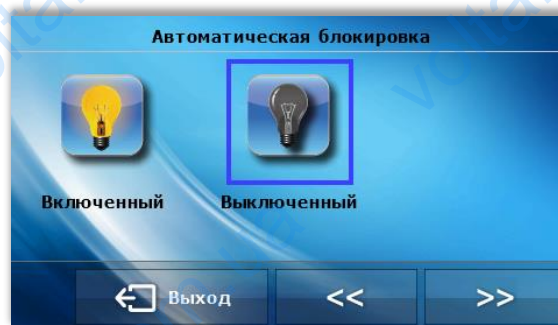 Автоматическая блокировка
Включенный Выключенный
Выход << >>